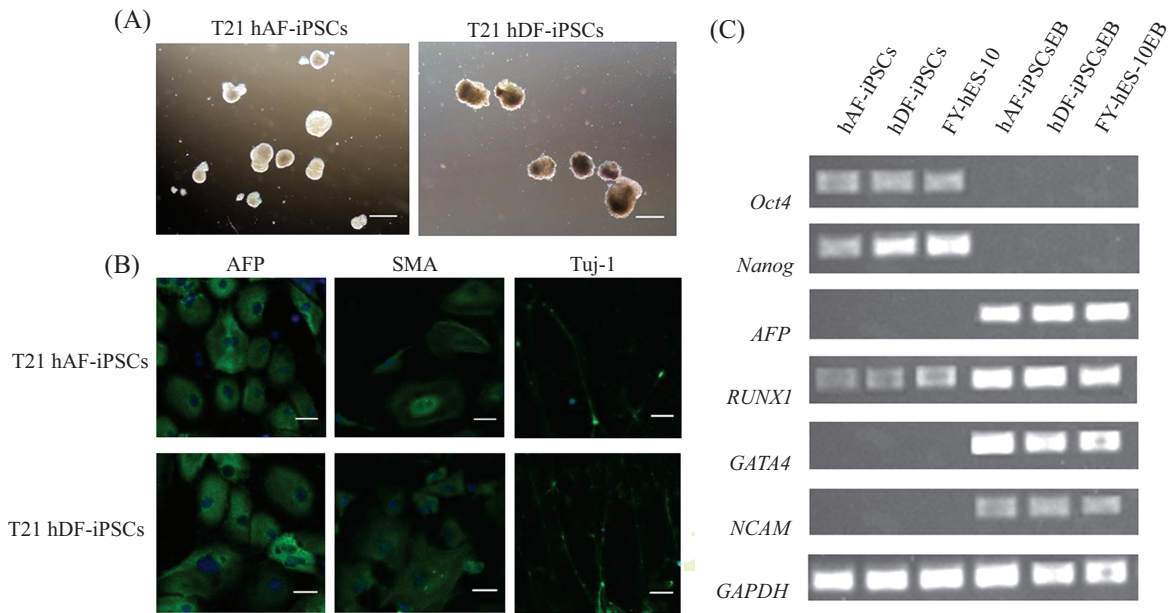 (A)
T21 hAF-iPSCs
T21 hDF-iPSCs
(B)
AFP
SMA
Tuj-1
T21 hAF-iPSCs
T21 hDF-iPSCs
(C)
hAF-iPSCs
hDF-iPSCs
FY-hES-10
hAF-iPSCsEB
hDF-iPSCsEB
FY-hES-10EB
Oct4
Nanog
AFP
RUNX1
GATA4
NCAM
GAPDH